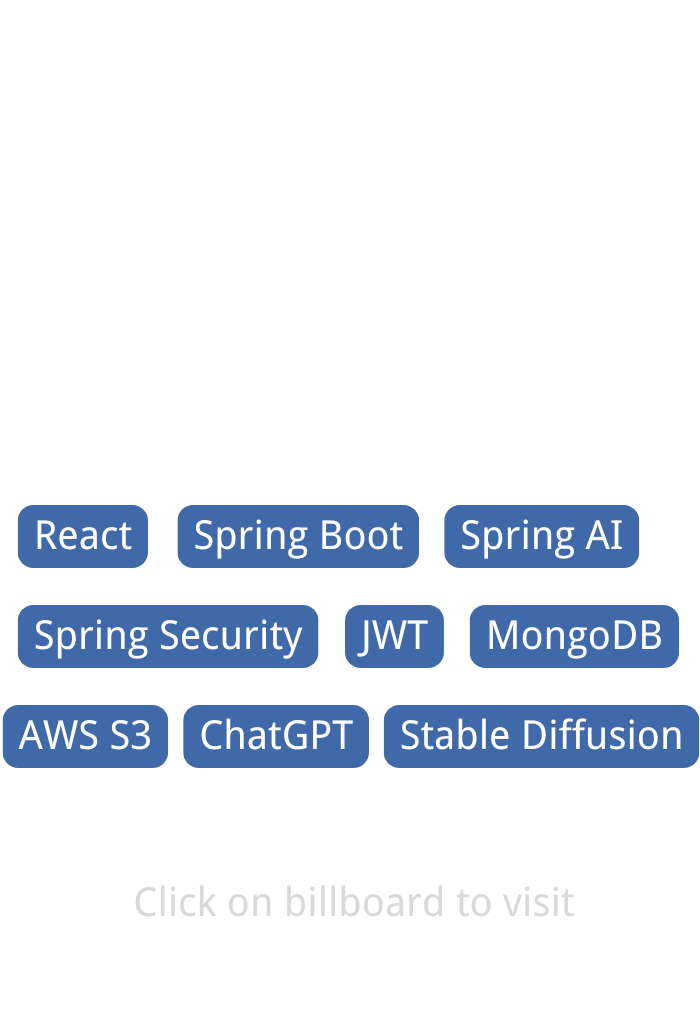 React Spring Boot Spring AI
Spring Security JWT MongoDB
AWS S3 ChatGPT Stable Diffusion
Click on billboard to visit